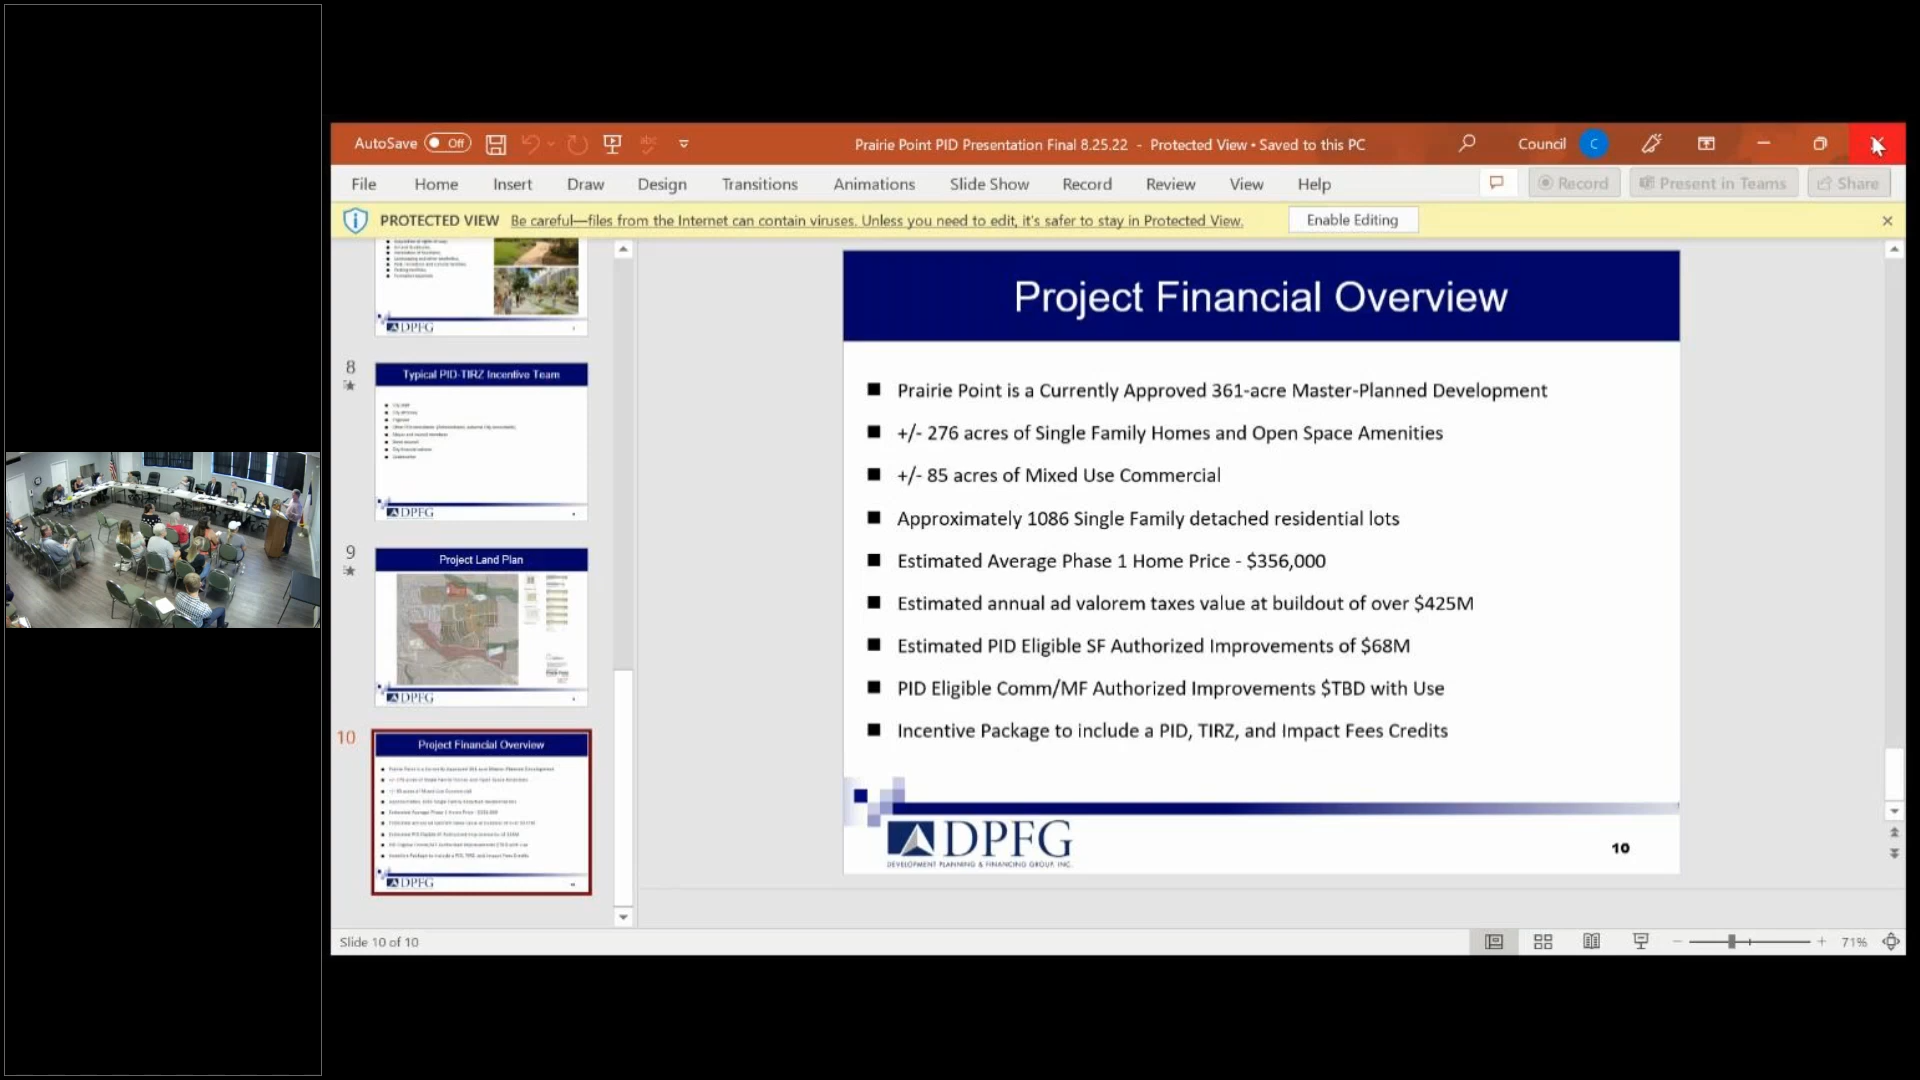 AutoSave Off
Prairie Point PID Presentation Final 8.25.22 - Protected View • Saved to this PC
Council C
File Home Insert Draw Design Transitions Animations Slide Show Record Review View Help
Record Present in Teams Share
PROTECTED VIEW Be careful—files from the Internet can contain viruses. Unless you need to edit, it's safer to stay in Protected View. Enable Editing
DPFG
8
Typical PID-TIRZ Incentive Team
DPFG
9
Project Land Plan
DPFG
10
Project Financial Overview
DPFG
Project Financial Overview
Prairie Point is a Currently Approved 361-acre Master-Planned Development
+/- 276 acres of Single Family Homes and Open Space Amenities
+/- 85 acres of Mixed Use Commercial
Approximately 1086 Single Family detached residential lots
Estimated Average Phase 1 Home Price - $356,000
Estimated annual ad valorem taxes value at buildout of over $425M
Estimated PID Eligible SF Authorized Improvements of $68M
PID Eligible Comm/MF Authorized Improvements $TBD with Use
Incentive Package to include a PID, TIRZ, and Impact Fees Credits
DPFG
DEVELOPMENT PLANNING & FINANCING GROUP, INC.
10
Slide 10 of 10
71%